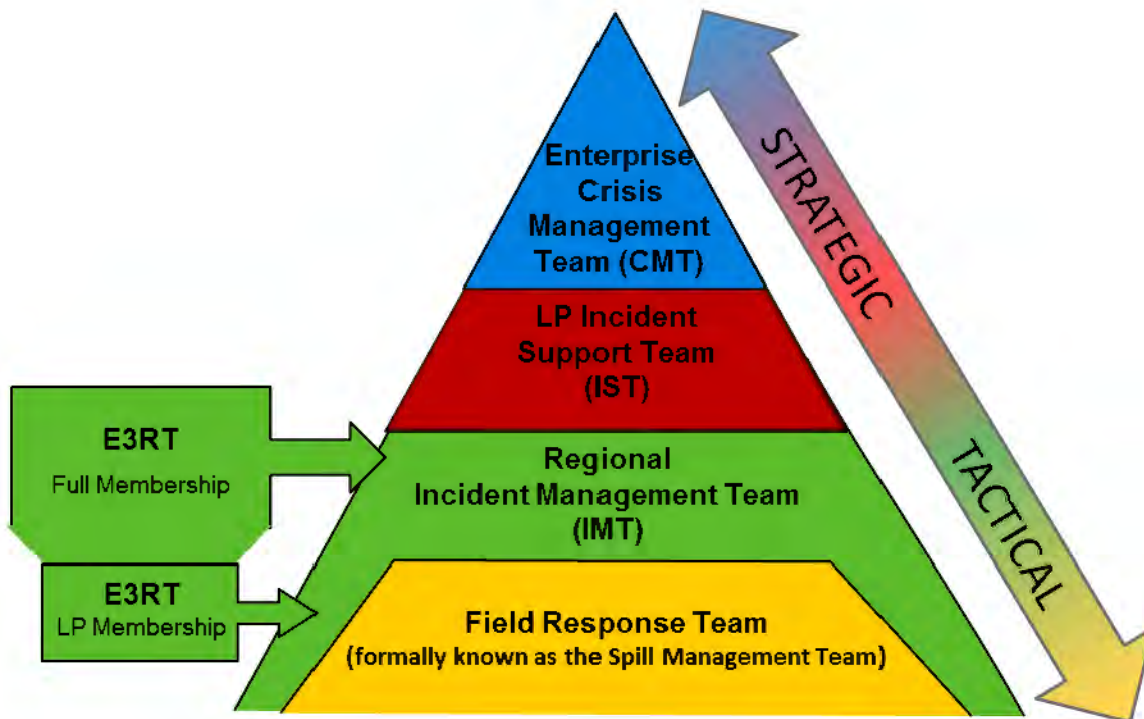 Enterprise
Crisis
Management
Team (CMT)
LP Incident
Support Team
(IST)
Regional
Incident Management Team
(IMT)
Field Response Team
(formally known as the Spill Management Team)
E3RT
Full Membership
E3RT
LP Membership
STRATEGIC
TACTICAL